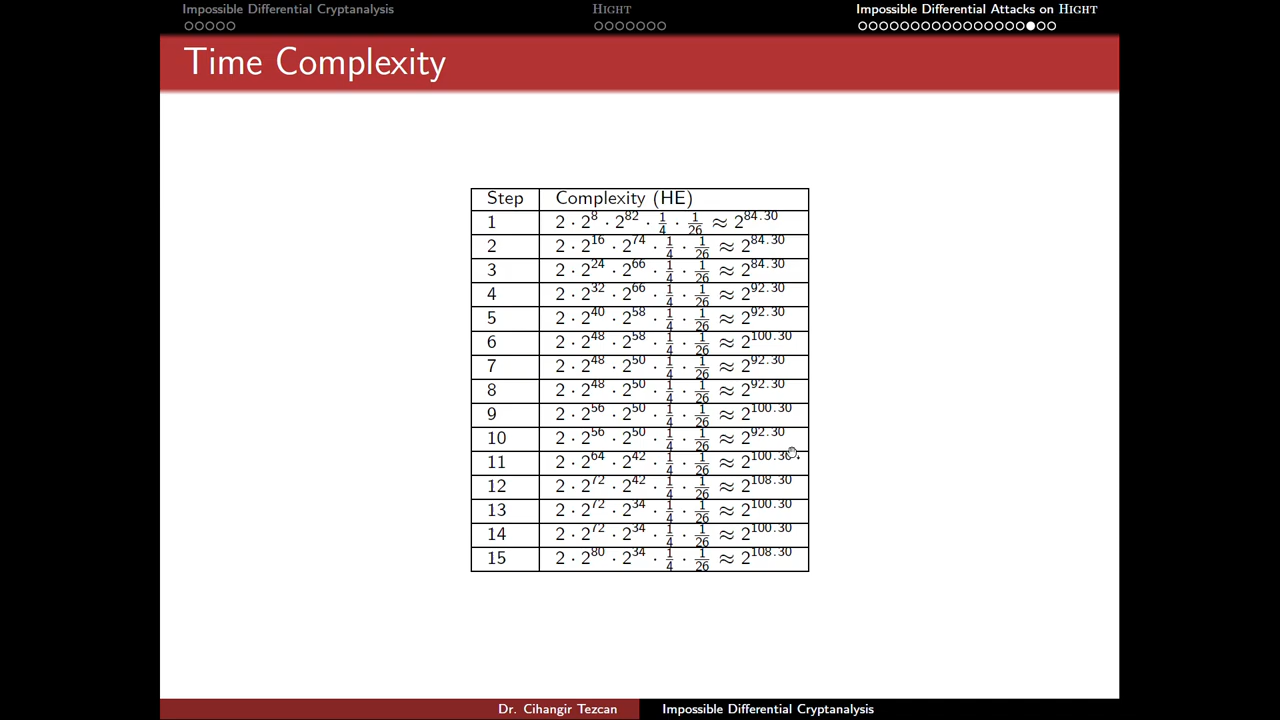 Impossible Differential Cryptanalysis HIGHT Impossible Differential Attacks on HIGHT
Time Complexity
Step Complexity (HE)
1 2 · 2^8 · 2^82 · 1/4 · 1/26 ≈ 2^84.30
2 2 · 2^16 · 2^74 · 1/4 · 1/26 ≈ 2^84.30
3 2 · 2^24 · 2^66 · 1/4 · 1/26 ≈ 2^84.30
4 2 · 2^32 · 2^66 · 1/4 · 1/26 ≈ 2^92.30
5 2 · 2^40 · 2^58 · 1/4 · 1/26 ≈ 2^92.30
6 2 · 2^48 · 2^58 · 1/4 · 1/26 ≈ 2^100.30
7 2 · 2^48 · 2^50 · 1/4 · 1/26 ≈ 2^92.30
8 2 · 2^48 · 2^50 · 1/4 · 1/26 ≈ 2^92.30
9 2 · 2^56 · 2^50 · 1/4 · 1/26 ≈ 2^100.30
10 2 · 2^56 · 2^50 · 1/4 · 1/26 ≈ 2^92.30
11 2 · 2^64 · 2^42 · 1/4 · 1/26 ≈ 2^100.30
12 2 · 2^72 · 2^42 · 1/4 · 1/26 ≈ 2^108.30
13 2 · 2^72 · 2^34 · 1/4 · 1/26 ≈ 2^100.30
14 2 · 2^72 · 2^34 · 1/4 · 1/26 ≈ 2^100.30
15 2 · 2^80 · 2^34 · 1/4 · 1/26 ≈ 2^108.30
Dr. Cihangir Tezcan Impossible Differential Cryptanalysis